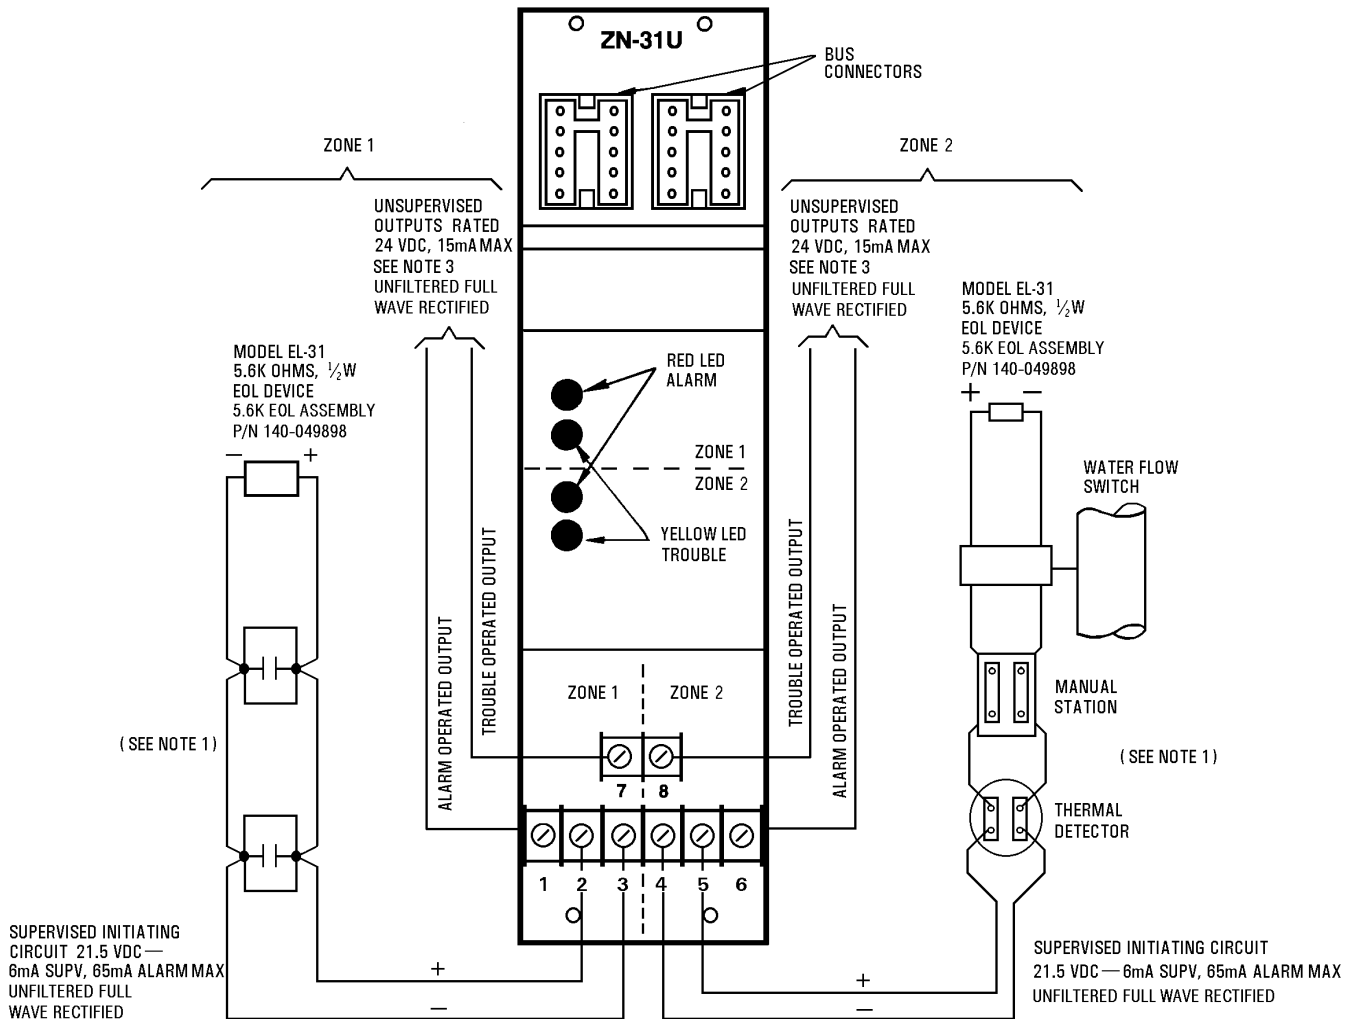 ZN-31U
BUS
CONNECTORS
ZONE 1
ZONE 2
UNSUPERVISED
OUTPUTS RATED
24 VDC, 15mA MAX
SEE NOTE 3
UNFILTERED FULL
WAVE RECTIFIED
UNSUPERVISED
OUTPUTS RATED
24 VDC, 15mA MAX
SEE NOTE 3
UNFILTERED FULL
WAVE RECTIFIED
MODEL EL-31
5.6K OHMS, ½W
EOL DEVICE
5.6K EOL ASSEMBLY
P/N 140-049898
+ —
MODEL EL-31
5.6K OHMS, ½W
EOL DEVICE
5.6K EOL ASSEMBLY
P/N 140-049898
— +
RED LED
ALARM
ZONE 1
ZONE 2
YELLOW LED
TROUBLE
WATER FLOW
SWITCH
ALARM OPERATED OUTPUT
TROUBLE OPERATED OUTPUT
TROUBLE OPERATED OUTPUT
ALARM OPERATED OUTPUT
ZONE 1
ZONE 2
MANUAL
STATION
( SEE NOTE 1 )
( SEE NOTE 1 )
7 8
THERMAL
DETECTOR
1 2 3 4 5 6
SUPERVISED INITIATING
CIRCUIT 21.5 VDC —
6mA SUPV, 65mA ALARM MAX
UNFILTERED FULL
WAVE RECTIFIED
+
—
+
—
SUPERVISED INITIATING CIRCUIT
21.5 VDC — 6mA SUPV, 65mA ALARM MAX
UNFILTERED FULL WAVE RECTIFIED